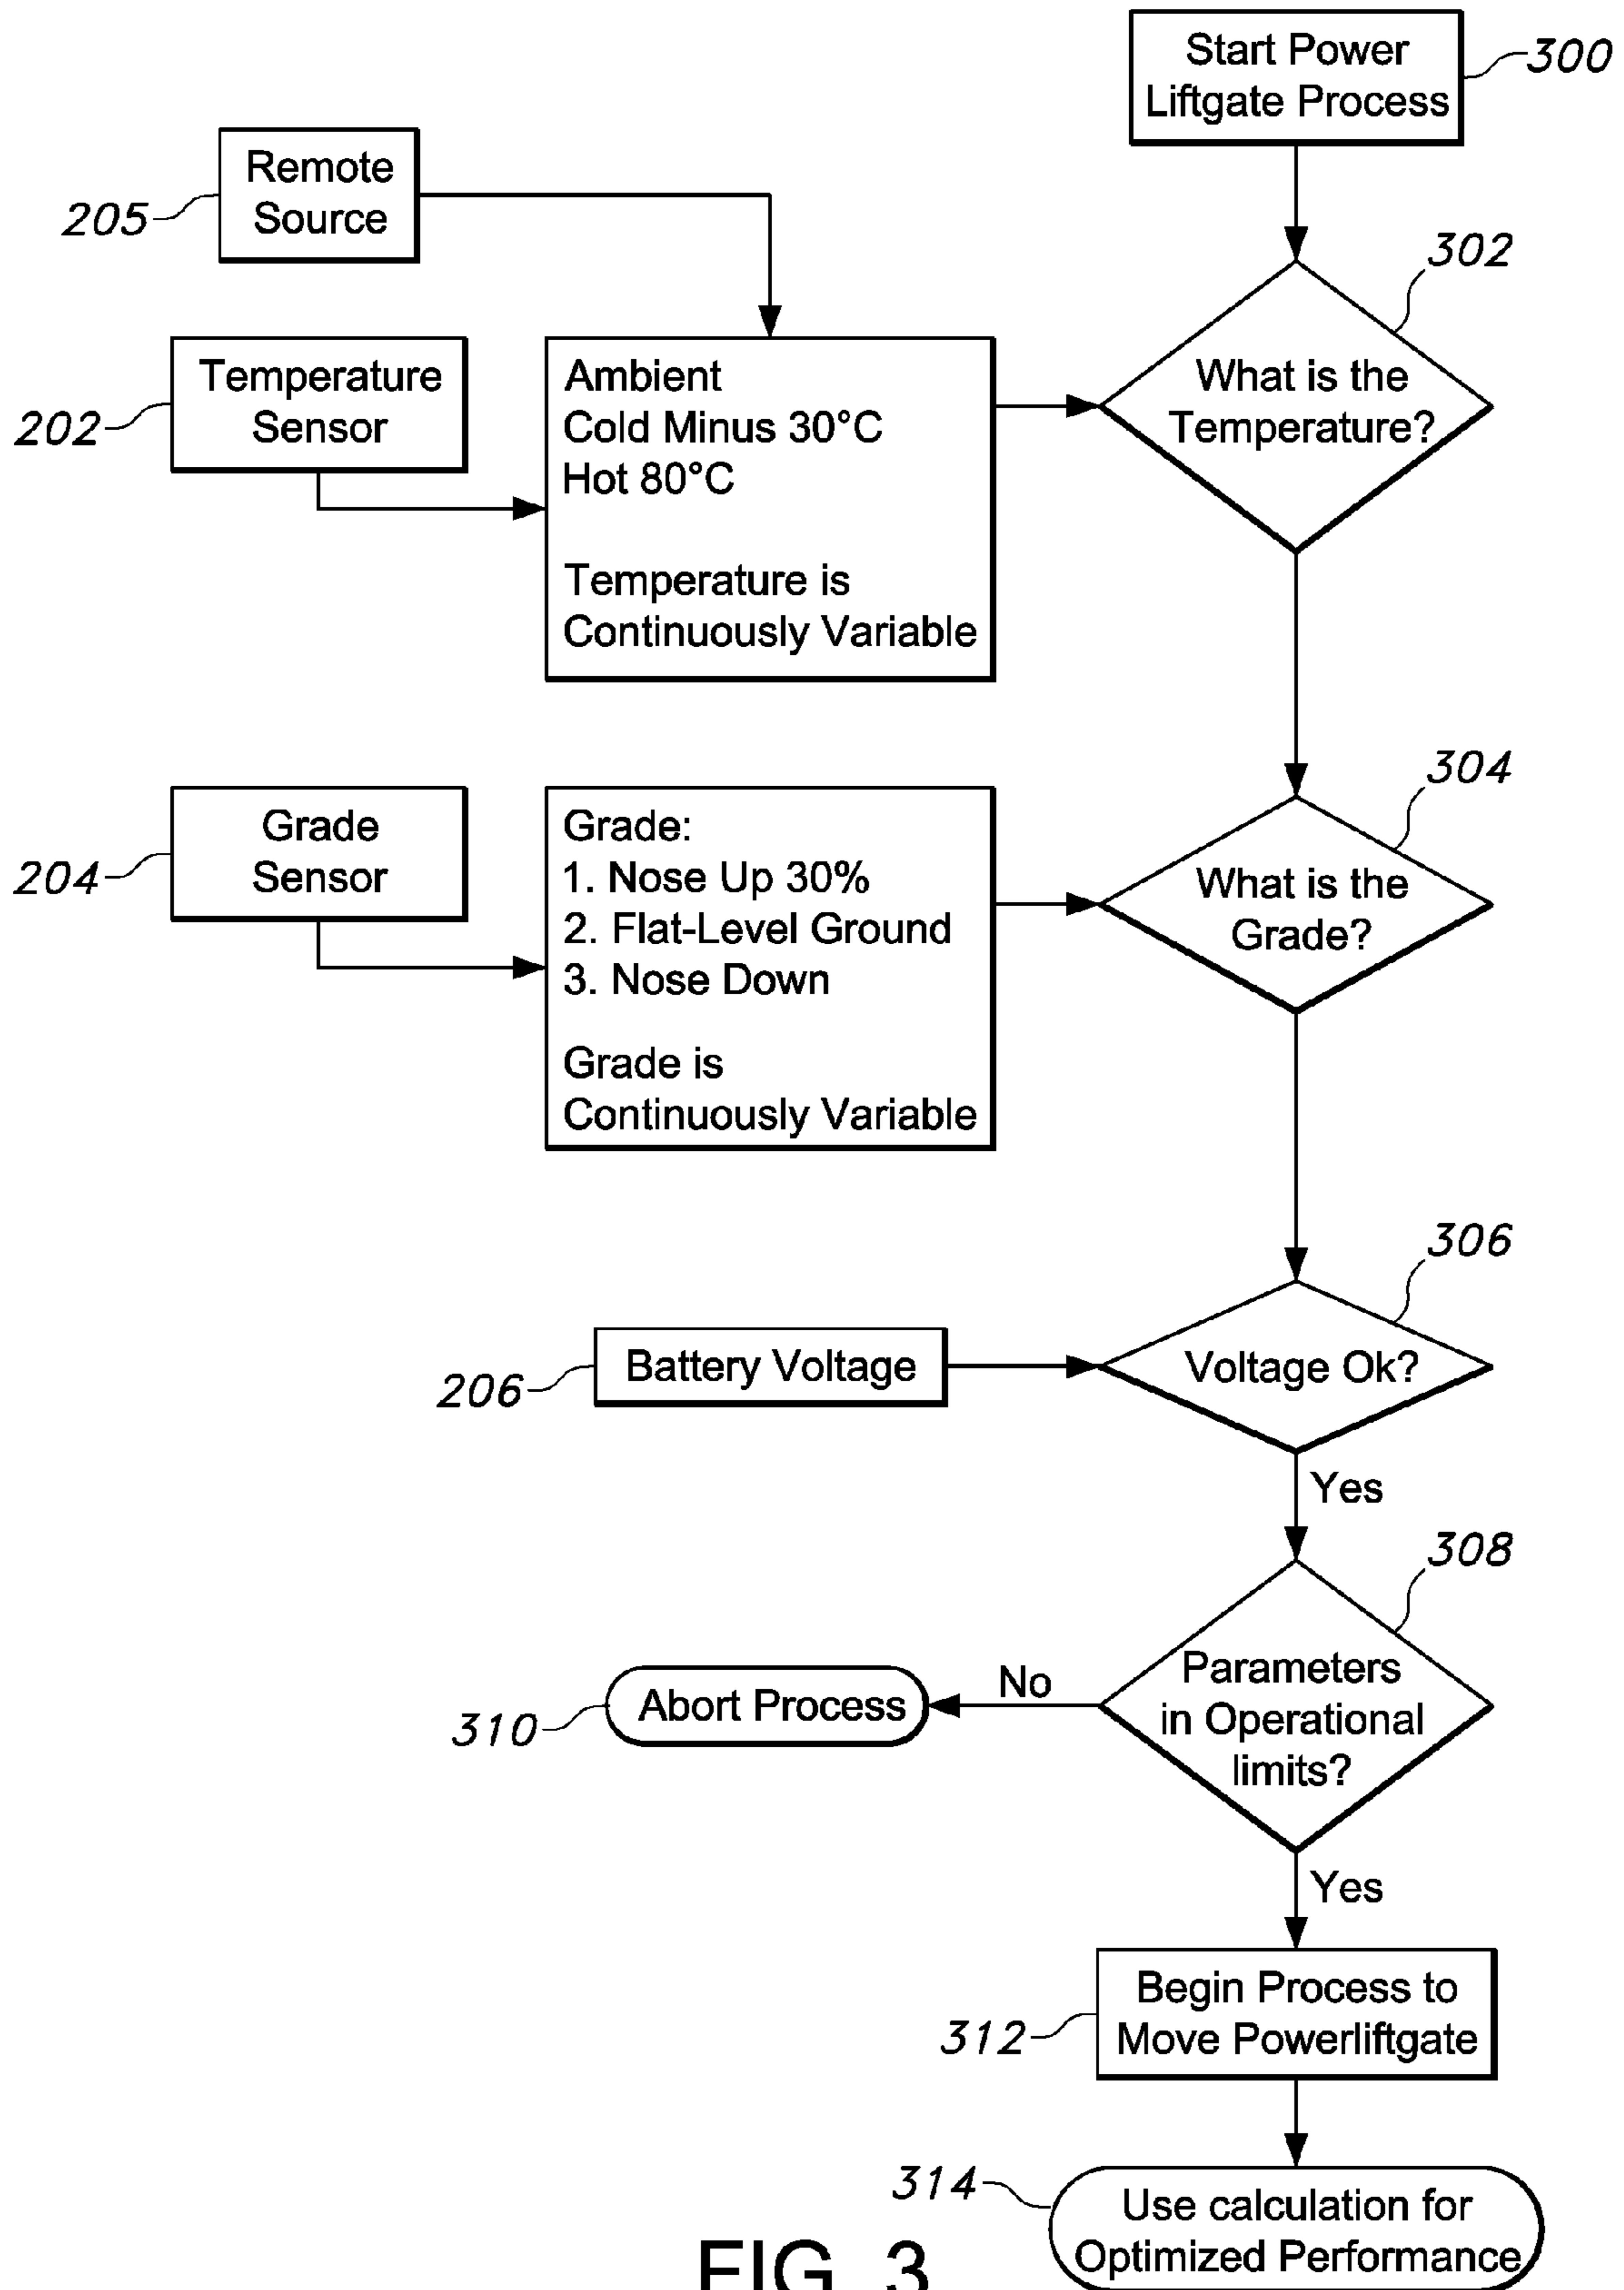 Start Power
Liftgate Process
300
Remote
Source
205
302
Temperature
Sensor
202
Ambient
Cold Minus 30°C
Hot 80°C
Temperature is
Continuously Variable
What is the
Temperature?
304
Grade
Sensor
204
Grade:
1. Nose Up 30%
2. Flat-Level Ground
3. Nose Down
Grade is
Continuously Variable
What is the
Grade?
306
Battery Voltage
206
Voltage Ok?
Yes
308
Parameters
in Operational
limits?
No
Abort Process
310
Yes
Begin Process to
Move Powerliftgate
312
314
Use calculation for
Optimized Performance
FIG. 3